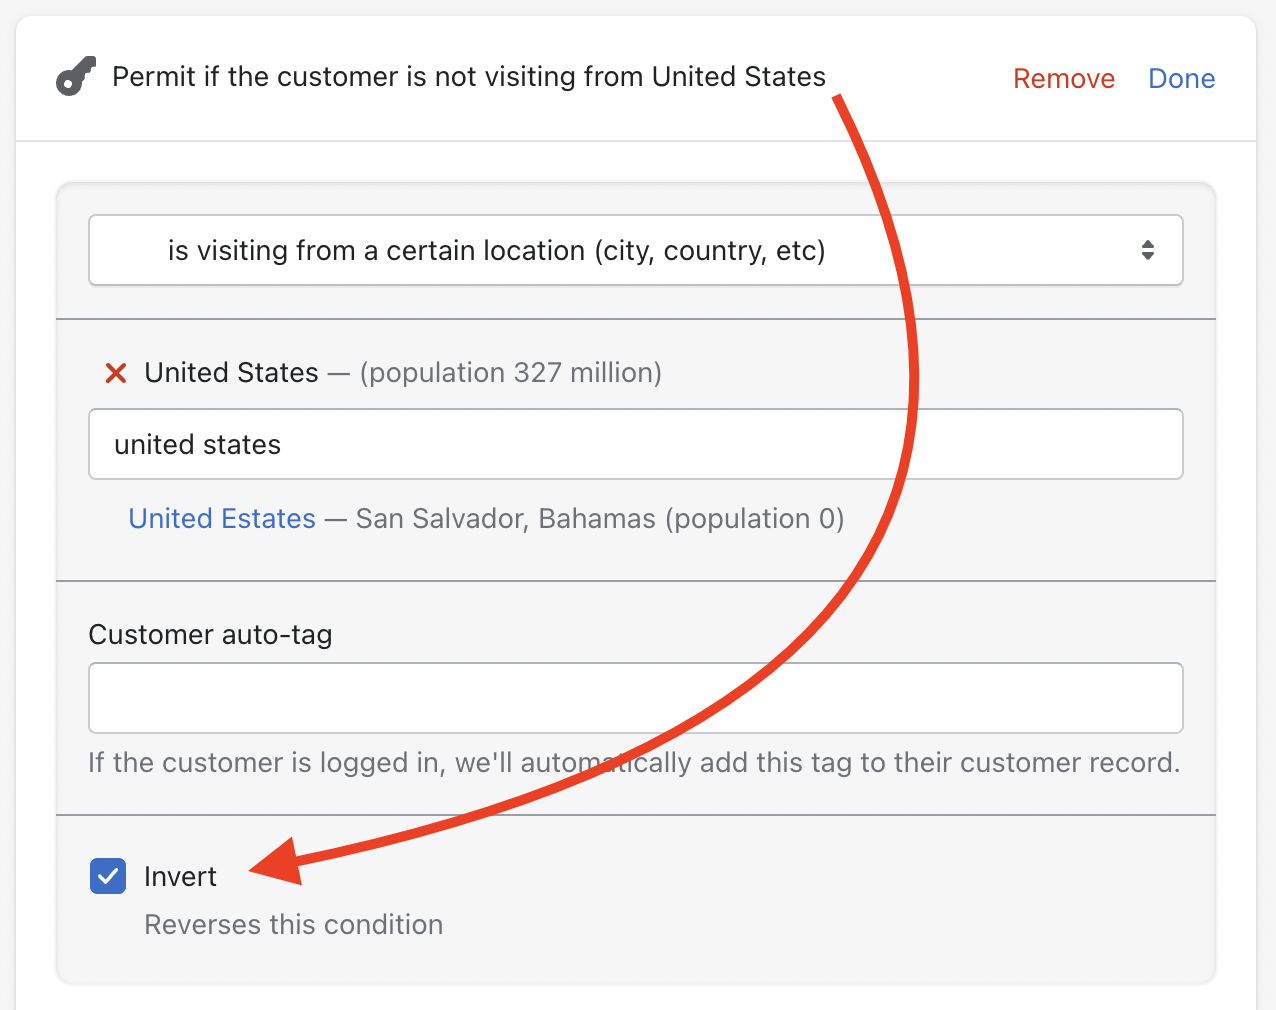 Permit if the customer is not visiting from United States
Remove
Done
is visiting from a certain location (city, country, etc)
United States — (population 327 million)
united states
United Estates — San Salvador, Bahamas (population 0)
Customer auto-tag
If the customer is logged in, we'll automatically add this tag to their customer record.
Invert
Reverses this condition